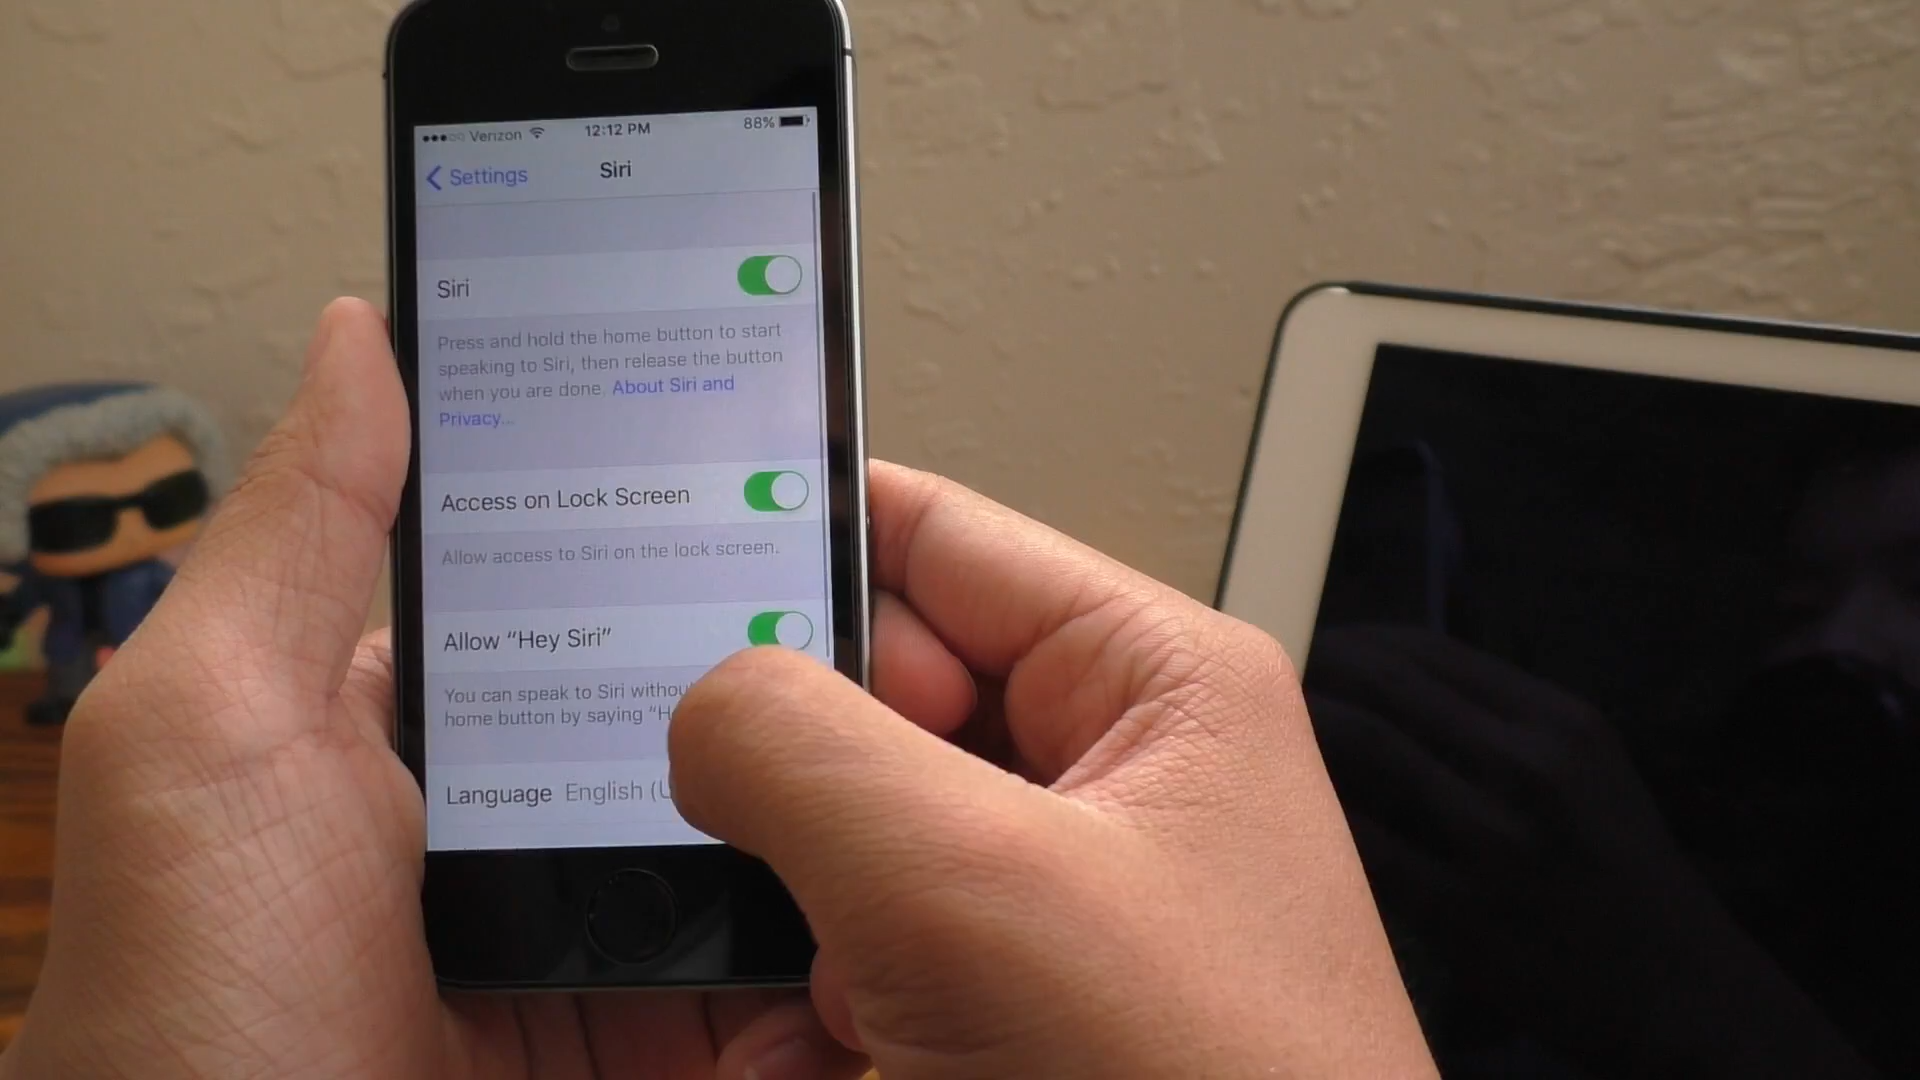 Verizon 12:12 PM 88%
Settings Siri
Siri
Press and hold the home button to start
speaking to Siri, then release the button
when you are done. About Siri and
Privacy...
Access on Lock Screen
Allow access to Siri on the lock screen.
Allow “Hey Siri”
You can speak to Siri
home button by saying
Language English